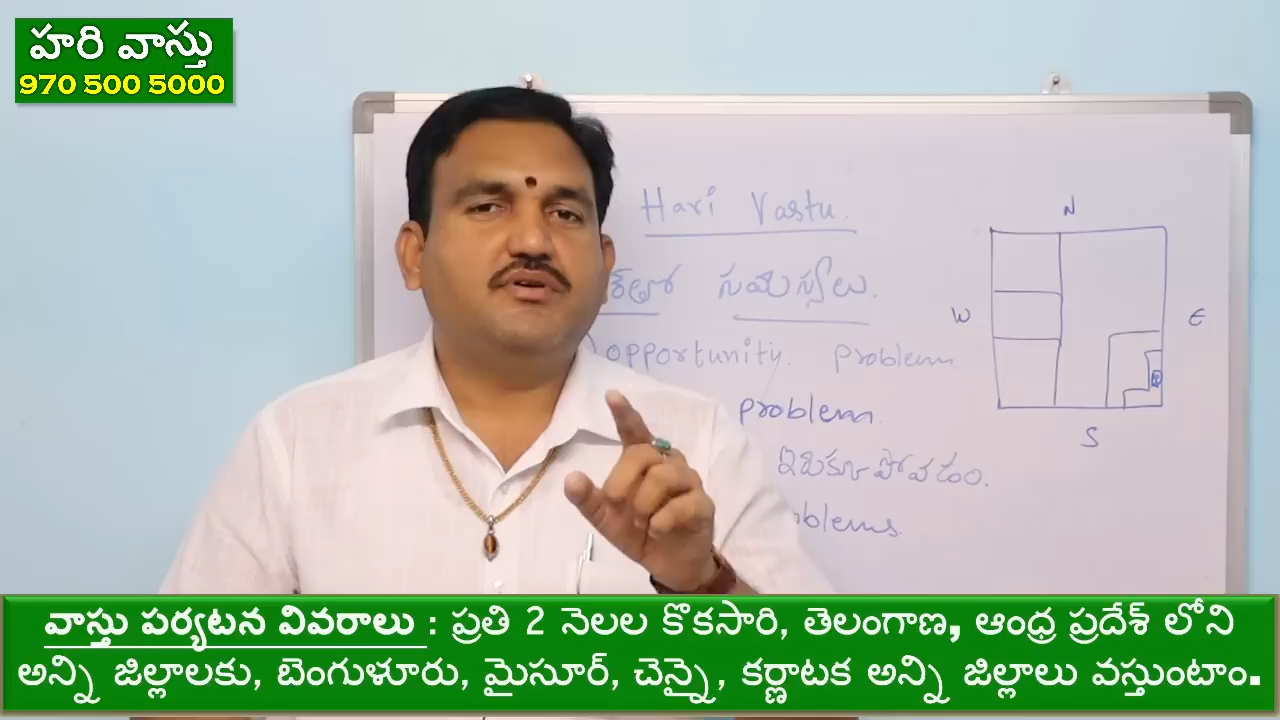 హరి వాస్తు
970 500 5000
Hari Vastu.
సమస్యలు.
opportunity. problem
problem.
పోవడం.
N
W
E
S
వాస్తు పర్యటన వివరాలు : ప్రతి 2 నెలల కొకసారి, తెలంగాణ, ఆంధ్ర ప్రదేశ్ లోని
అన్ని జిల్లాలకు, బెంగుళూరు, మైసూర్, చెన్నై, కర్ణాటక అన్ని జిల్లాలు వస్తుంటాం.